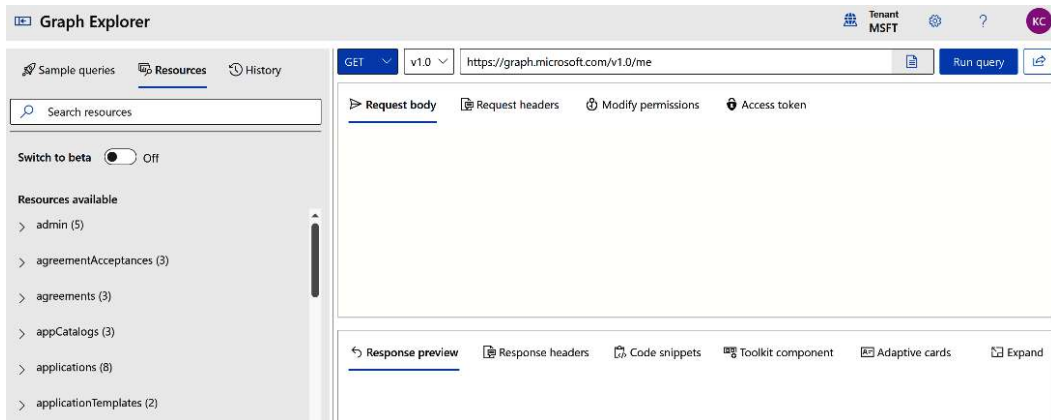 Graph Explorer
Tenant
MSFT
?
KC
Sample queries Resources History
Search resources
Switch to beta Off
Resources available
admin (5)
agreementAcceptances (3)
agreements (3)
appCatalogs (3)
applications (8)
applicationTemplates (2)
GET v1.0 https://graph.microsoft.com/v1.0/me Run query
Request body Request headers Modify permissions Access token
Response preview Response headers Code snippets Toolkit component Adaptive cards Expand